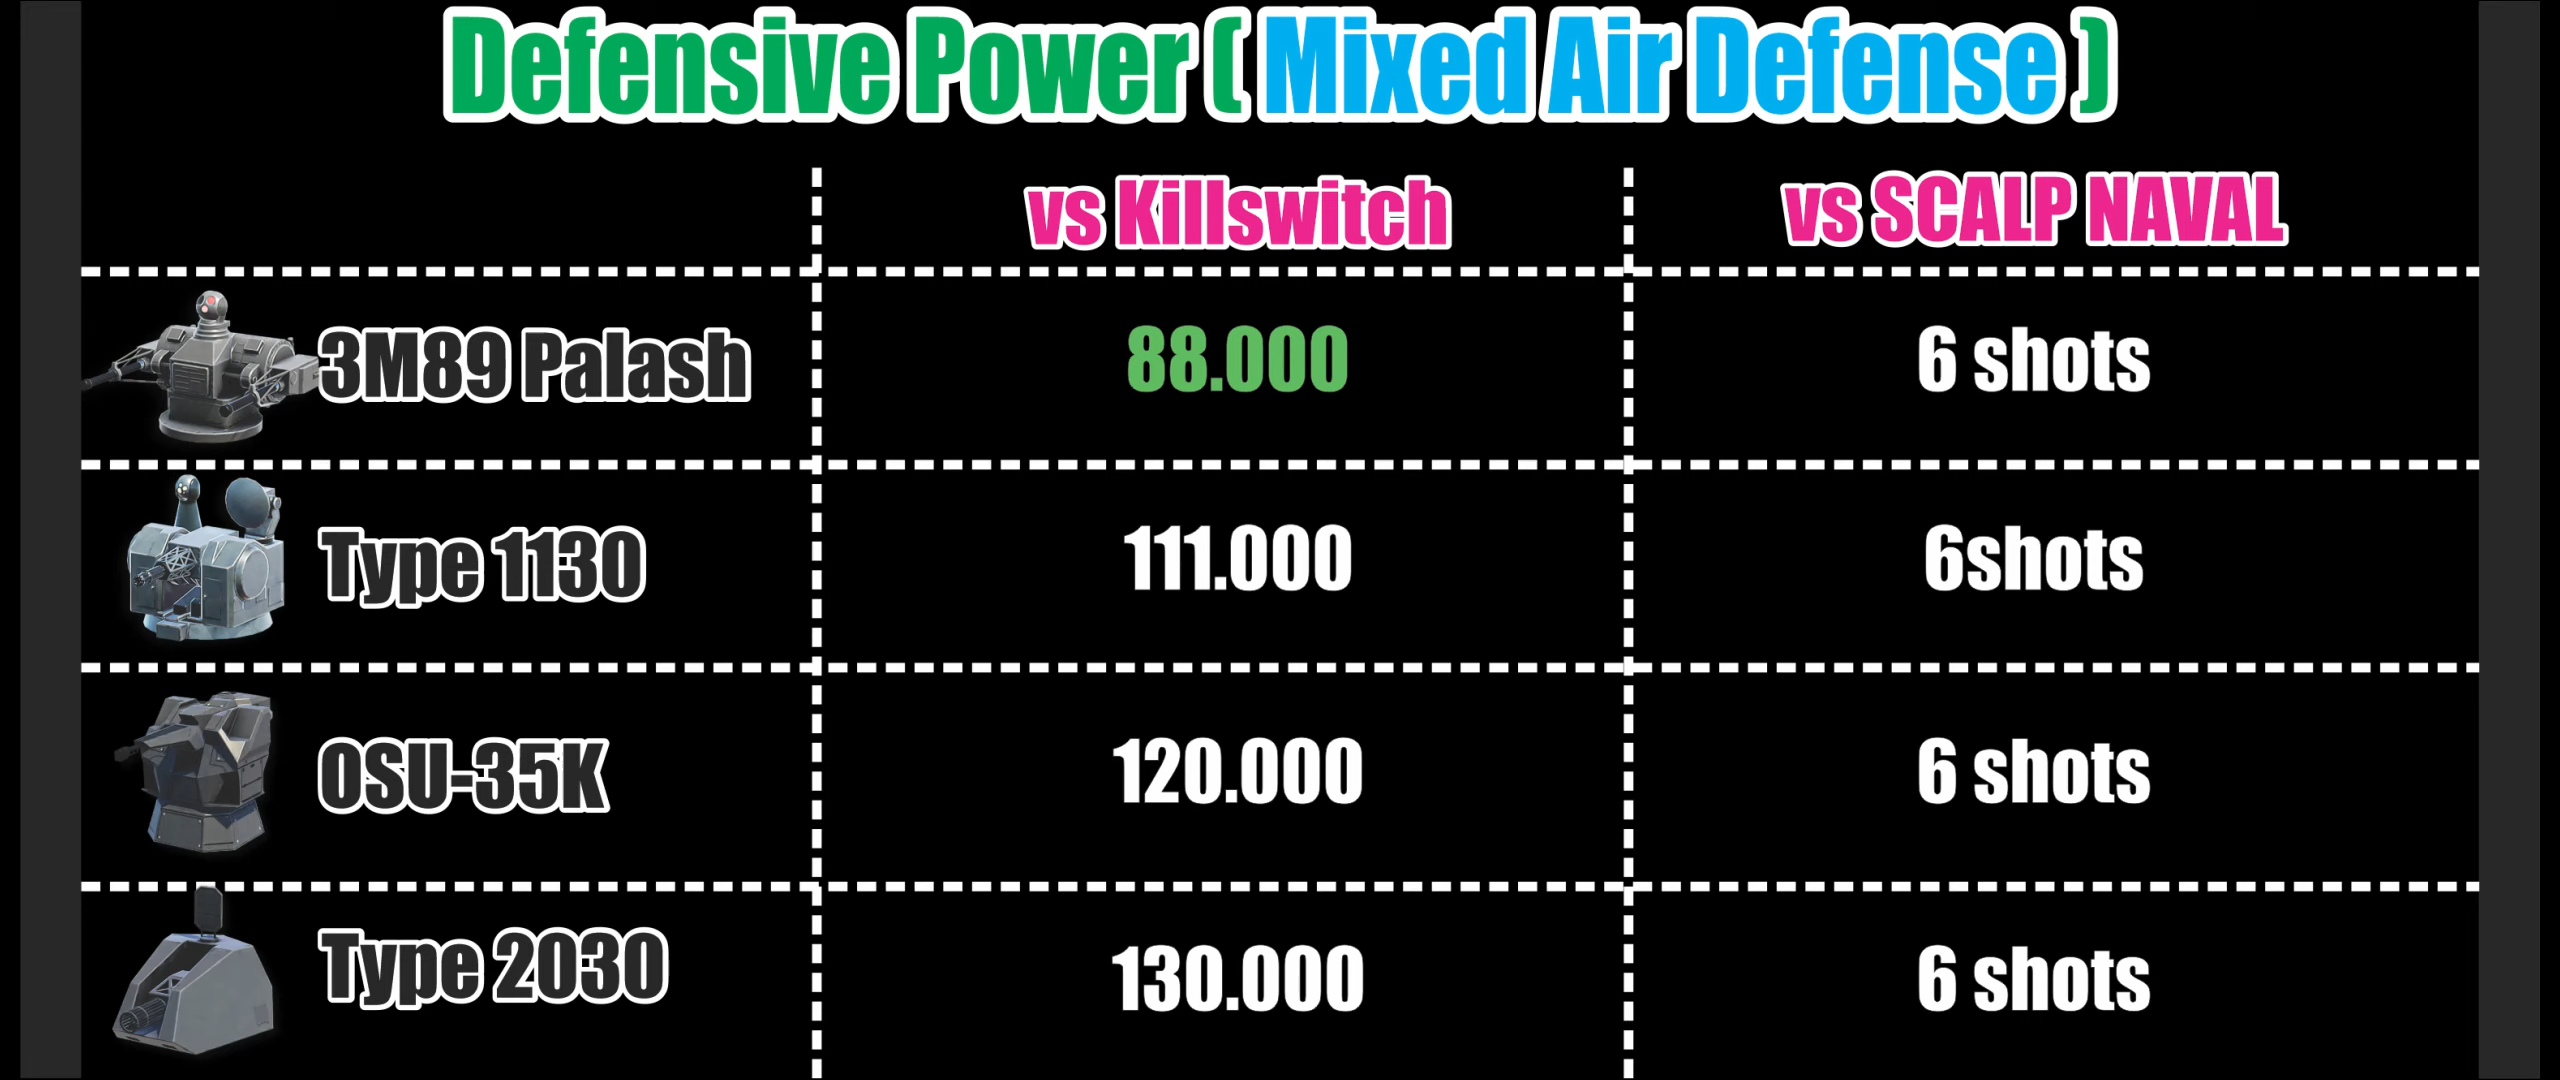 Defensive Power ( Mixed Air Defense )
vs Killswitch
vs SCALP NAVAL
3M89 Palash
88.000
6 shots
Type 1130
111.000
6shots
OSU-35K
120.000
6 shots
Type 2030
130.000
6 shots